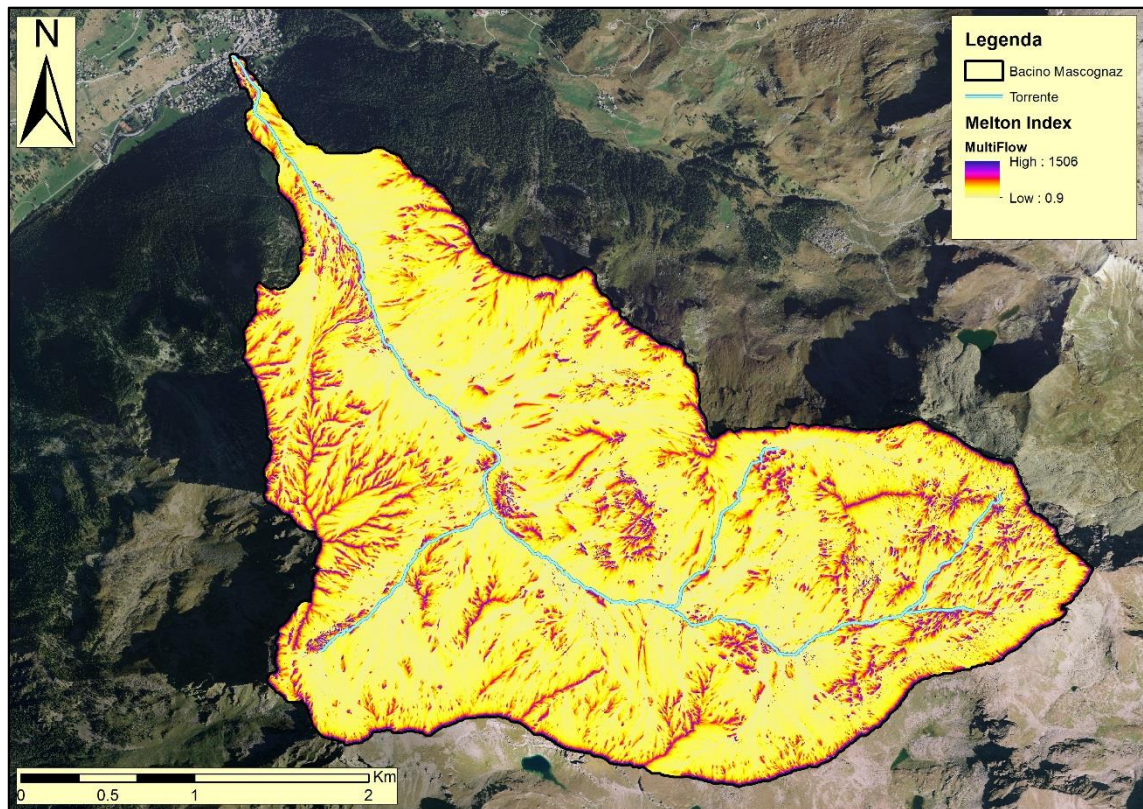 N
Legenda
Bacino Mascognaz
Torrente
Melton Index
MultiFlow
High : 1506
Low : 0.9
Km
0 0.5 1 2